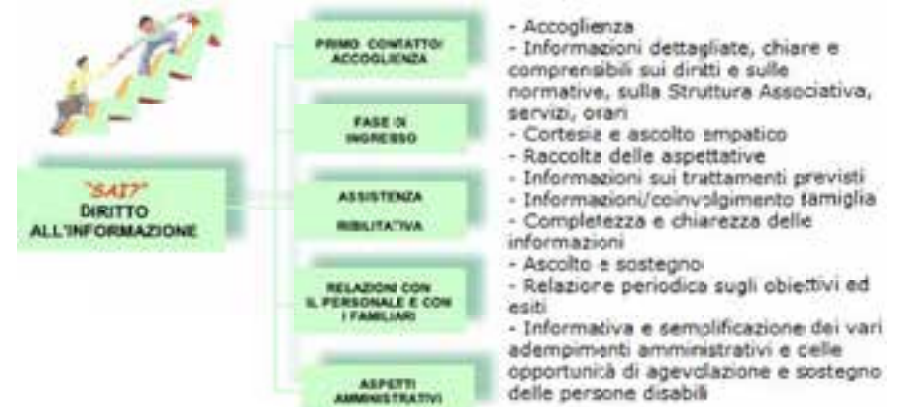 "SAI?"
DIRITTO
ALL'INFORMAZIONE
PRIMO CONTATTO/
ACCOGLIENZA
FASE DI
INGRESSO
ASSISTENZA
RIBILITATIVA
RELAZIONI CON
IL PERSONALE E CON
I FAMILIARI
ASPETTI
AMMINISTRATIVI
- Accoglienza
- Informazioni dettagliate, chiare e
comprensibili sui diritti e sulle
normative, sulla Struttura Associativa,
servizi, orari
- Cortesia e ascolto empatico
- Raccolta delle aspettative
- Informazioni sui trattamenti previsti
- Informazioni/coinvolgimento famiglia
- Completezza e chiarezza delle
informazioni
- Ascolto e sostegno
- Relazione periodica sugli obiettivi ed
esiti
- Informativa e semplificazione dei vari
adempimenti amministrativi e delle
opportunità di agevolazione e sostegno
delle persone disabili